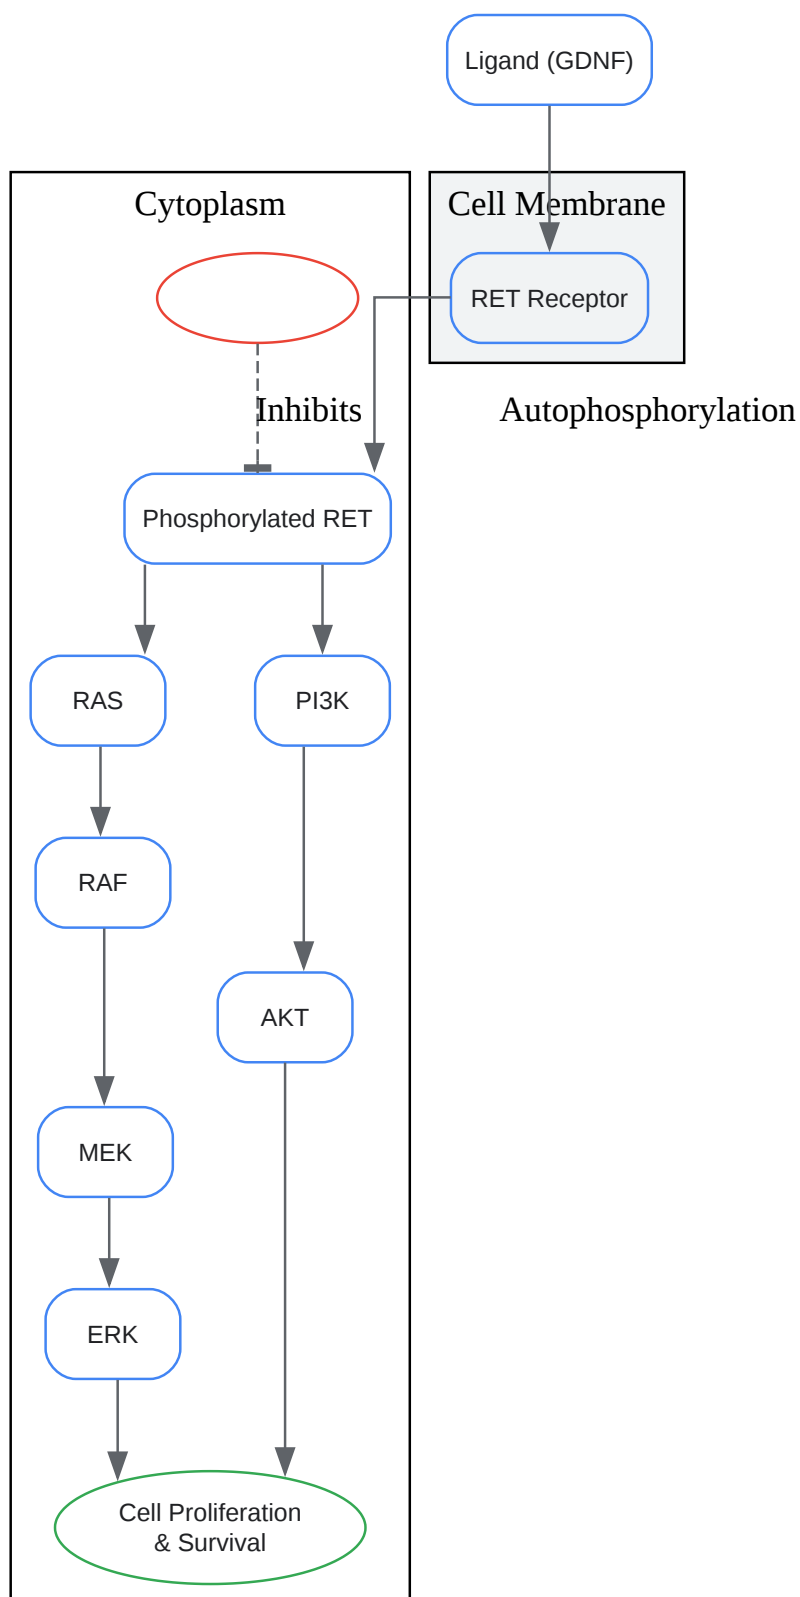 Ligand (GDNF)
Cytoplasm
Cell Membrane
RET Receptor
Inhibits
Autophosphorylation
Phosphorylated RET
RAS
PI3K
RAF
AKT
MEK
ERK
Cell Proliferation
& Survival